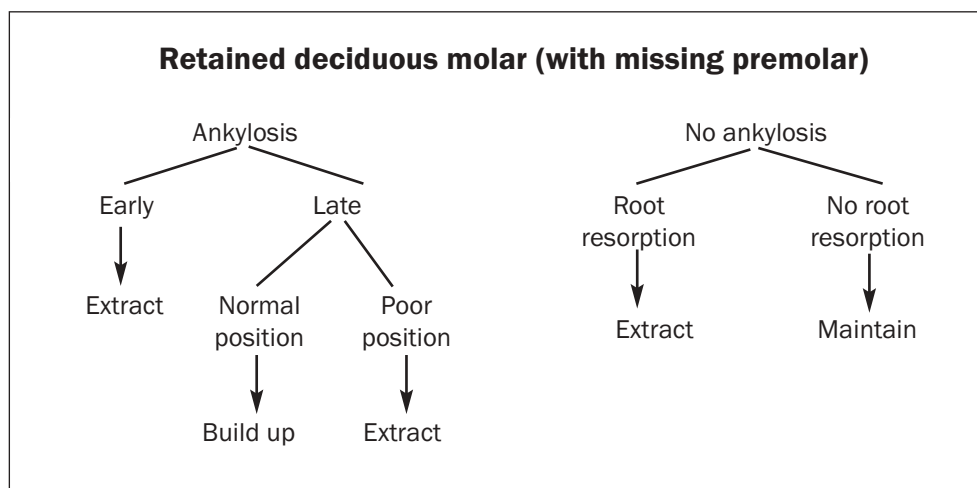 Retained deciduous molar (with missing premolar)
Ankylosis
No ankylosis
Early
Late
Root
resorption
No root
resorption
Extract
Normal
position
Poor
position
Extract
Maintain
Build up
Extract